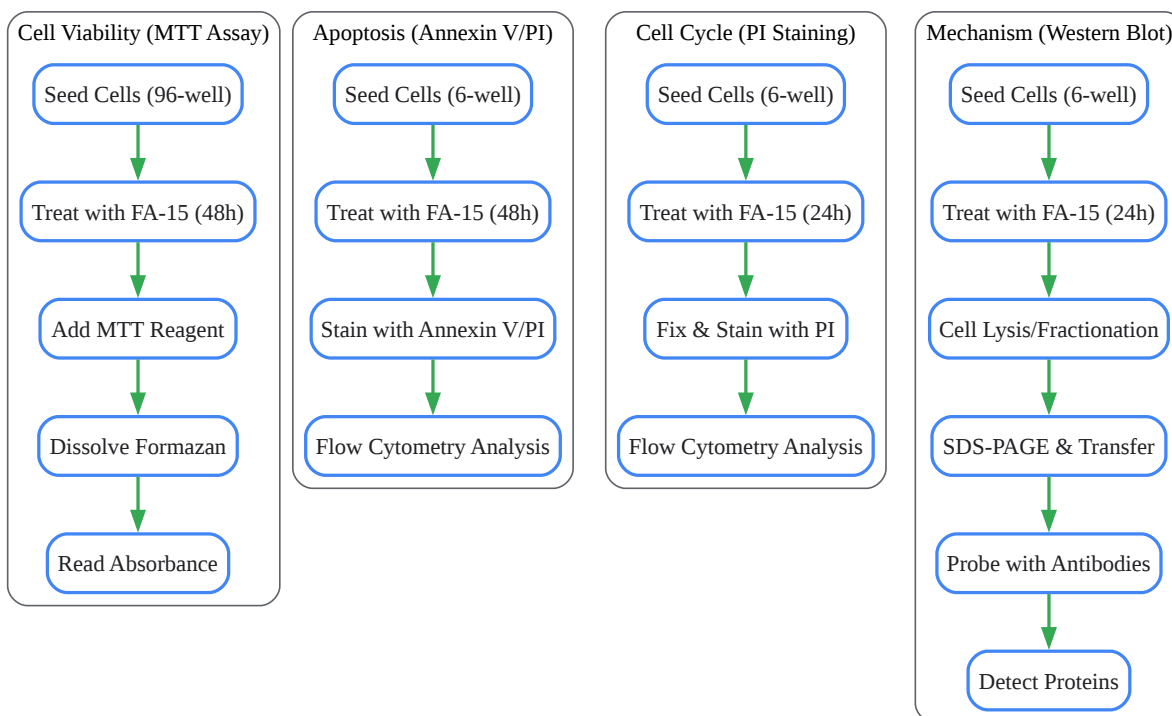 Cell Viability (MTT Assay)
Seed Cells (96-well)
Treat with FA-15 (48h)
Add MTT Reagent
Dissolve Formazan
Read Absorbance
Apoptosis (Annexin V/PI)
Seed Cells (6-well)
Treat with FA-15 (48h)
Stain with Annexin V/PI
Flow Cytometry Analysis
Cell Cycle (PI Staining)
Seed Cells (6-well)
Treat with FA-15 (24h)
Fix & Stain with PI
Flow Cytometry Analysis
Mechanism (Western Blot)
Seed Cells (6-well)
Treat with FA-15 (24h)
Cell Lysis/Fractionation
SDS-PAGE & Transfer
Probe with Antibodies
Detect Proteins